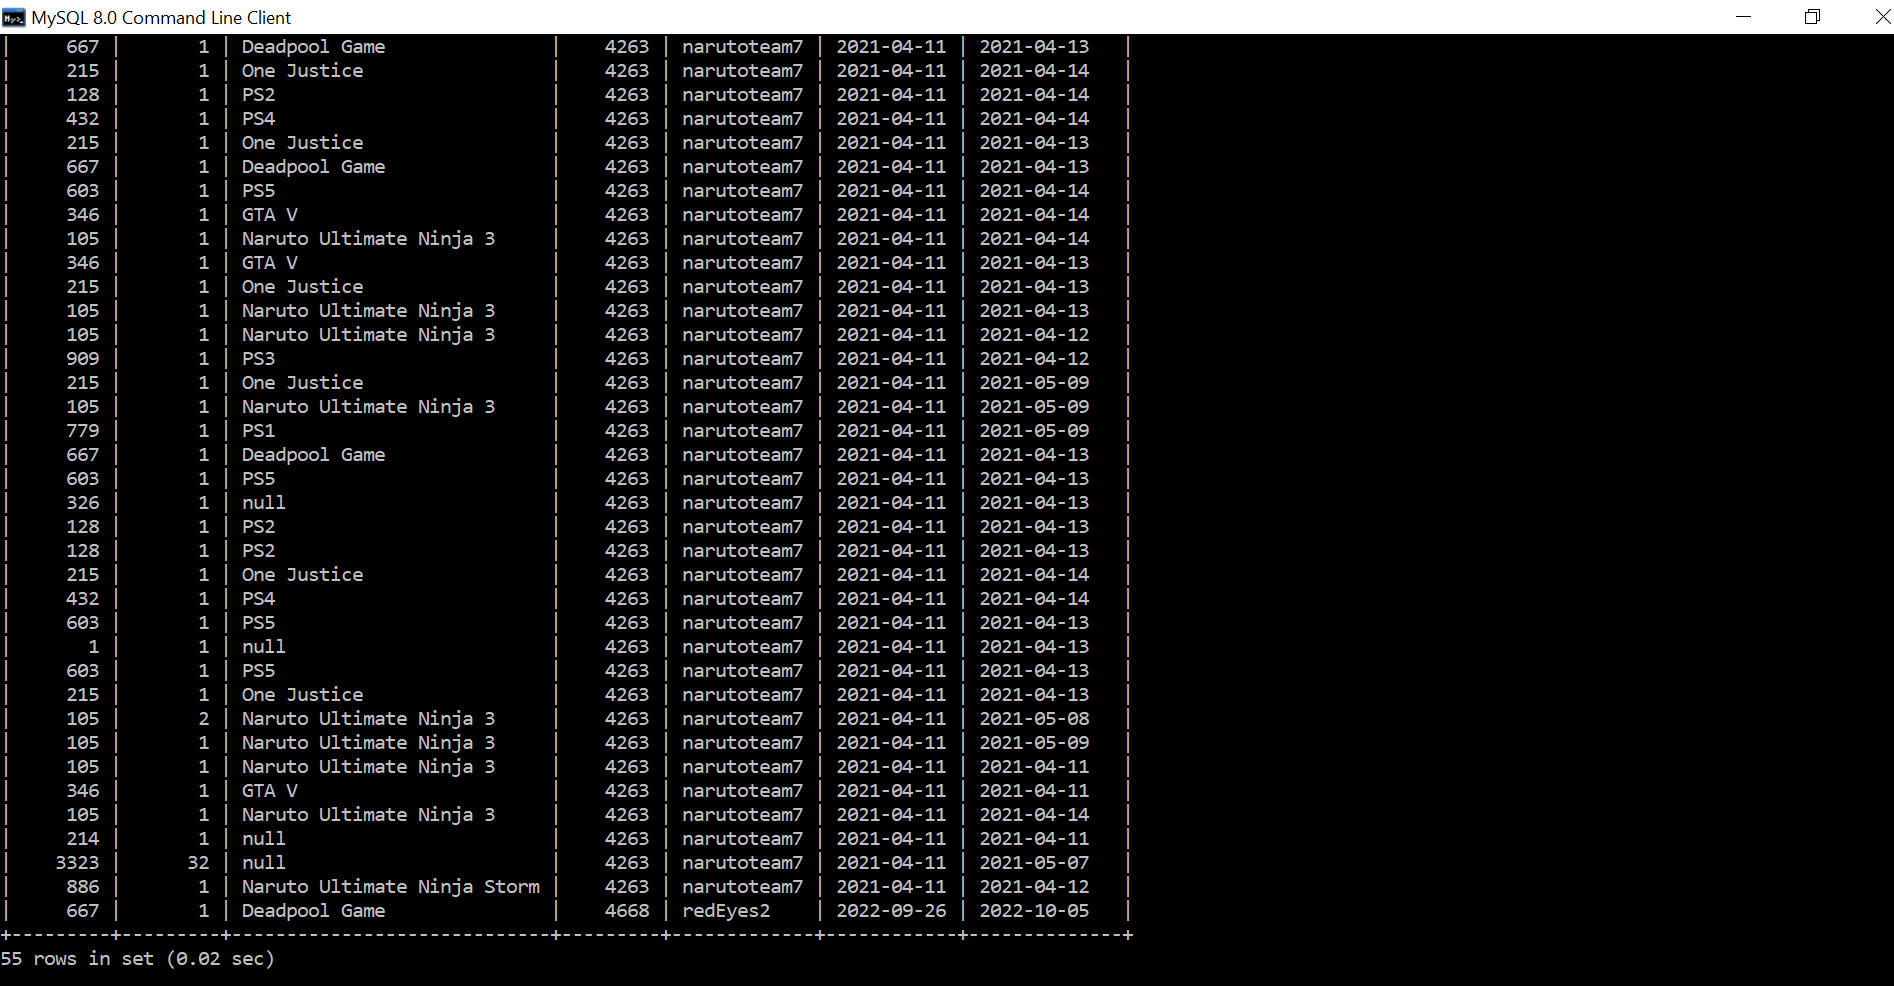 MySQL 8.0 Command Line Client
| 667 | 1 | Deadpool Game | 4263 | narutoteam7 | 2021-04-11 | 2021-04-13 |
| 215 | 1 | One Justice | 4263 | narutoteam7 | 2021-04-11 | 2021-04-14 |
| 128 | 1 | PS2 | 4263 | narutoteam7 | 2021-04-11 | 2021-04-14 |
| 432 | 1 | PS4 | 4263 | narutoteam7 | 2021-04-11 | 2021-04-14 |
| 215 | 1 | One Justice | 4263 | narutoteam7 | 2021-04-11 | 2021-04-13 |
| 667 | 1 | Deadpool Game | 4263 | narutoteam7 | 2021-04-11 | 2021-04-13 |
| 603 | 1 | PS5 | 4263 | narutoteam7 | 2021-04-11 | 2021-04-14 |
| 346 | 1 | GTA V | 4263 | narutoteam7 | 2021-04-11 | 2021-04-14 |
| 105 | 1 | Naruto Ultimate Ninja 3 | 4263 | narutoteam7 | 2021-04-11 | 2021-04-14 |
| 346 | 1 | GTA V | 4263 | narutoteam7 | 2021-04-11 | 2021-04-13 |
| 215 | 1 | One Justice | 4263 | narutoteam7 | 2021-04-11 | 2021-04-13 |
| 105 | 1 | Naruto Ultimate Ninja 3 | 4263 | narutoteam7 | 2021-04-11 | 2021-04-13 |
| 105 | 1 | Naruto Ultimate Ninja 3 | 4263 | narutoteam7 | 2021-04-11 | 2021-04-12 |
| 909 | 1 | PS3 | 4263 | narutoteam7 | 2021-04-11 | 2021-04-12 |
| 215 | 1 | One Justice | 4263 | narutoteam7 | 2021-04-11 | 2021-05-09 |
| 105 | 1 | Naruto Ultimate Ninja 3 | 4263 | narutoteam7 | 2021-04-11 | 2021-05-09 |
| 779 | 1 | PS1 | 4263 | narutoteam7 | 2021-04-11 | 2021-05-09 |
| 667 | 1 | Deadpool Game | 4263 | narutoteam7 | 2021-04-11 | 2021-04-13 |
| 603 | 1 | PS5 | 4263 | narutoteam7 | 2021-04-11 | 2021-04-13 |
| 326 | 1 | null | 4263 | narutoteam7 | 2021-04-11 | 2021-04-13 |
| 128 | 1 | PS2 | 4263 | narutoteam7 | 2021-04-11 | 2021-04-13 |
| 128 | 1 | PS2 | 4263 | narutoteam7 | 2021-04-11 | 2021-04-13 |
| 215 | 1 | One Justice | 4263 | narutoteam7 | 2021-04-11 | 2021-04-14 |
| 432 | 1 | PS4 | 4263 | narutoteam7 | 2021-04-11 | 2021-04-14 |
| 603 | 1 | PS5 | 4263 | narutoteam7 | 2021-04-11 | 2021-04-13 |
| 1 | 1 | null | 4263 | narutoteam7 | 2021-04-11 | 2021-04-13 |
| 603 | 1 | PS5 | 4263 | narutoteam7 | 2021-04-11 | 2021-04-13 |
| 215 | 1 | One Justice | 4263 | narutoteam7 | 2021-04-11 | 2021-04-13 |
| 105 | 2 | Naruto Ultimate Ninja 3 | 4263 | narutoteam7 | 2021-04-11 | 2021-05-08 |
| 105 | 1 | Naruto Ultimate Ninja 3 | 4263 | narutoteam7 | 2021-04-11 | 2021-05-09 |
| 105 | 1 | Naruto Ultimate Ninja 3 | 4263 | narutoteam7 | 2021-04-11 | 2021-04-11 |
| 346 | 1 | GTA V | 4263 | narutoteam7 | 2021-04-11 | 2021-04-11 |
| 105 | 1 | Naruto Ultimate Ninja 3 | 4263 | narutoteam7 | 2021-04-11 | 2021-04-14 |
| 214 | 1 | null | 4263 | narutoteam7 | 2021-04-11 | 2021-04-11 |
| 3323 | 32 | null | 4263 | narutoteam7 | 2021-04-11 | 2021-05-07 |
| 886 | 1 | Naruto Ultimate Ninja Storm | 4263 | narutoteam7 | 2021-04-11 | 2021-04-12 |
| 667 | 1 | Deadpool Game | 4668 | redEyes2 | 2022-09-26 | 2022-10-05 |
+---------+---------+-----------------------------+---------+-------------+------------+--------------+
55 rows in set (0.02 sec)